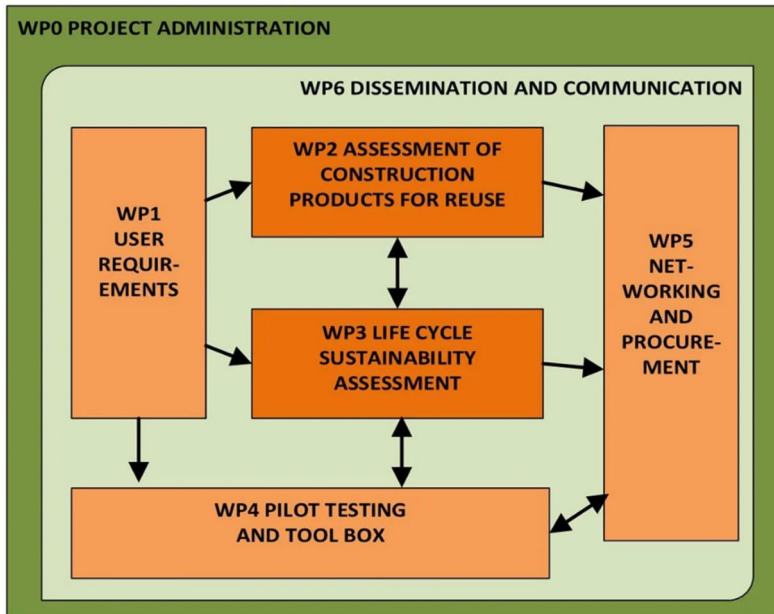 WP0 PROJECT ADMINISTRATION
WP6 DISSEMINATION AND COMMUNICATION
WP1
USER
REQUIR-
EMENTS
WP2 ASSESSMENT OF
CONSTRUCTION
PRODUCTS FOR REUSE
WP3 LIFE CYCLE
SUSTAINABILITY
ASSESSMENT
WP4 PILOT TESTING
AND TOOL BOX
WP5
NET-
WORKING
AND
PROCURE-
MENT